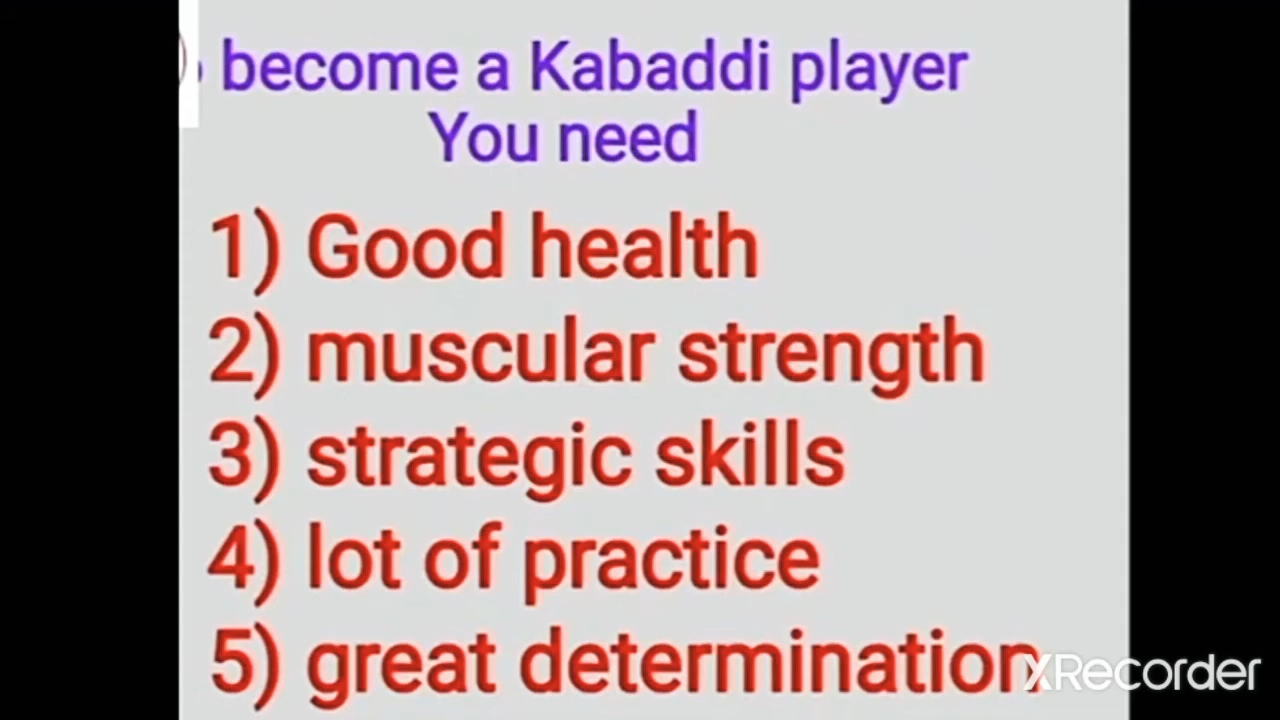 become a Kabaddi player
You need
1) Good health
2) muscular strength
3) strategic skills
4) lot of practice
5) great determination
XRecorder